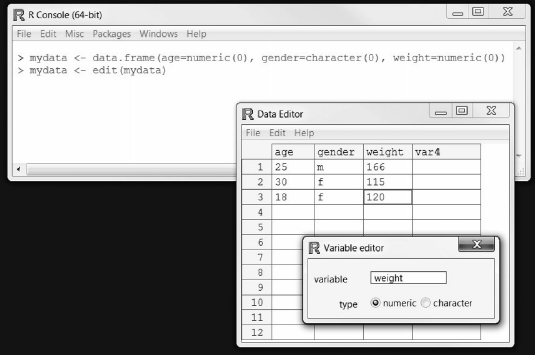 R R Console (64-bit)
File Edit Misc Packages Windows Help
> mydata <- data.frame(age=numeric(0), gender=character(0), weight=numeric(0))
> mydata <- edit(mydata)
R Data Editor
File Edit Help
age gender weight var4
1 25 m 166
2 30 f 115
3 18 f 120
4
5
6
7
8
9
10
11
12
R Variable editor
variable weight
type numeric character